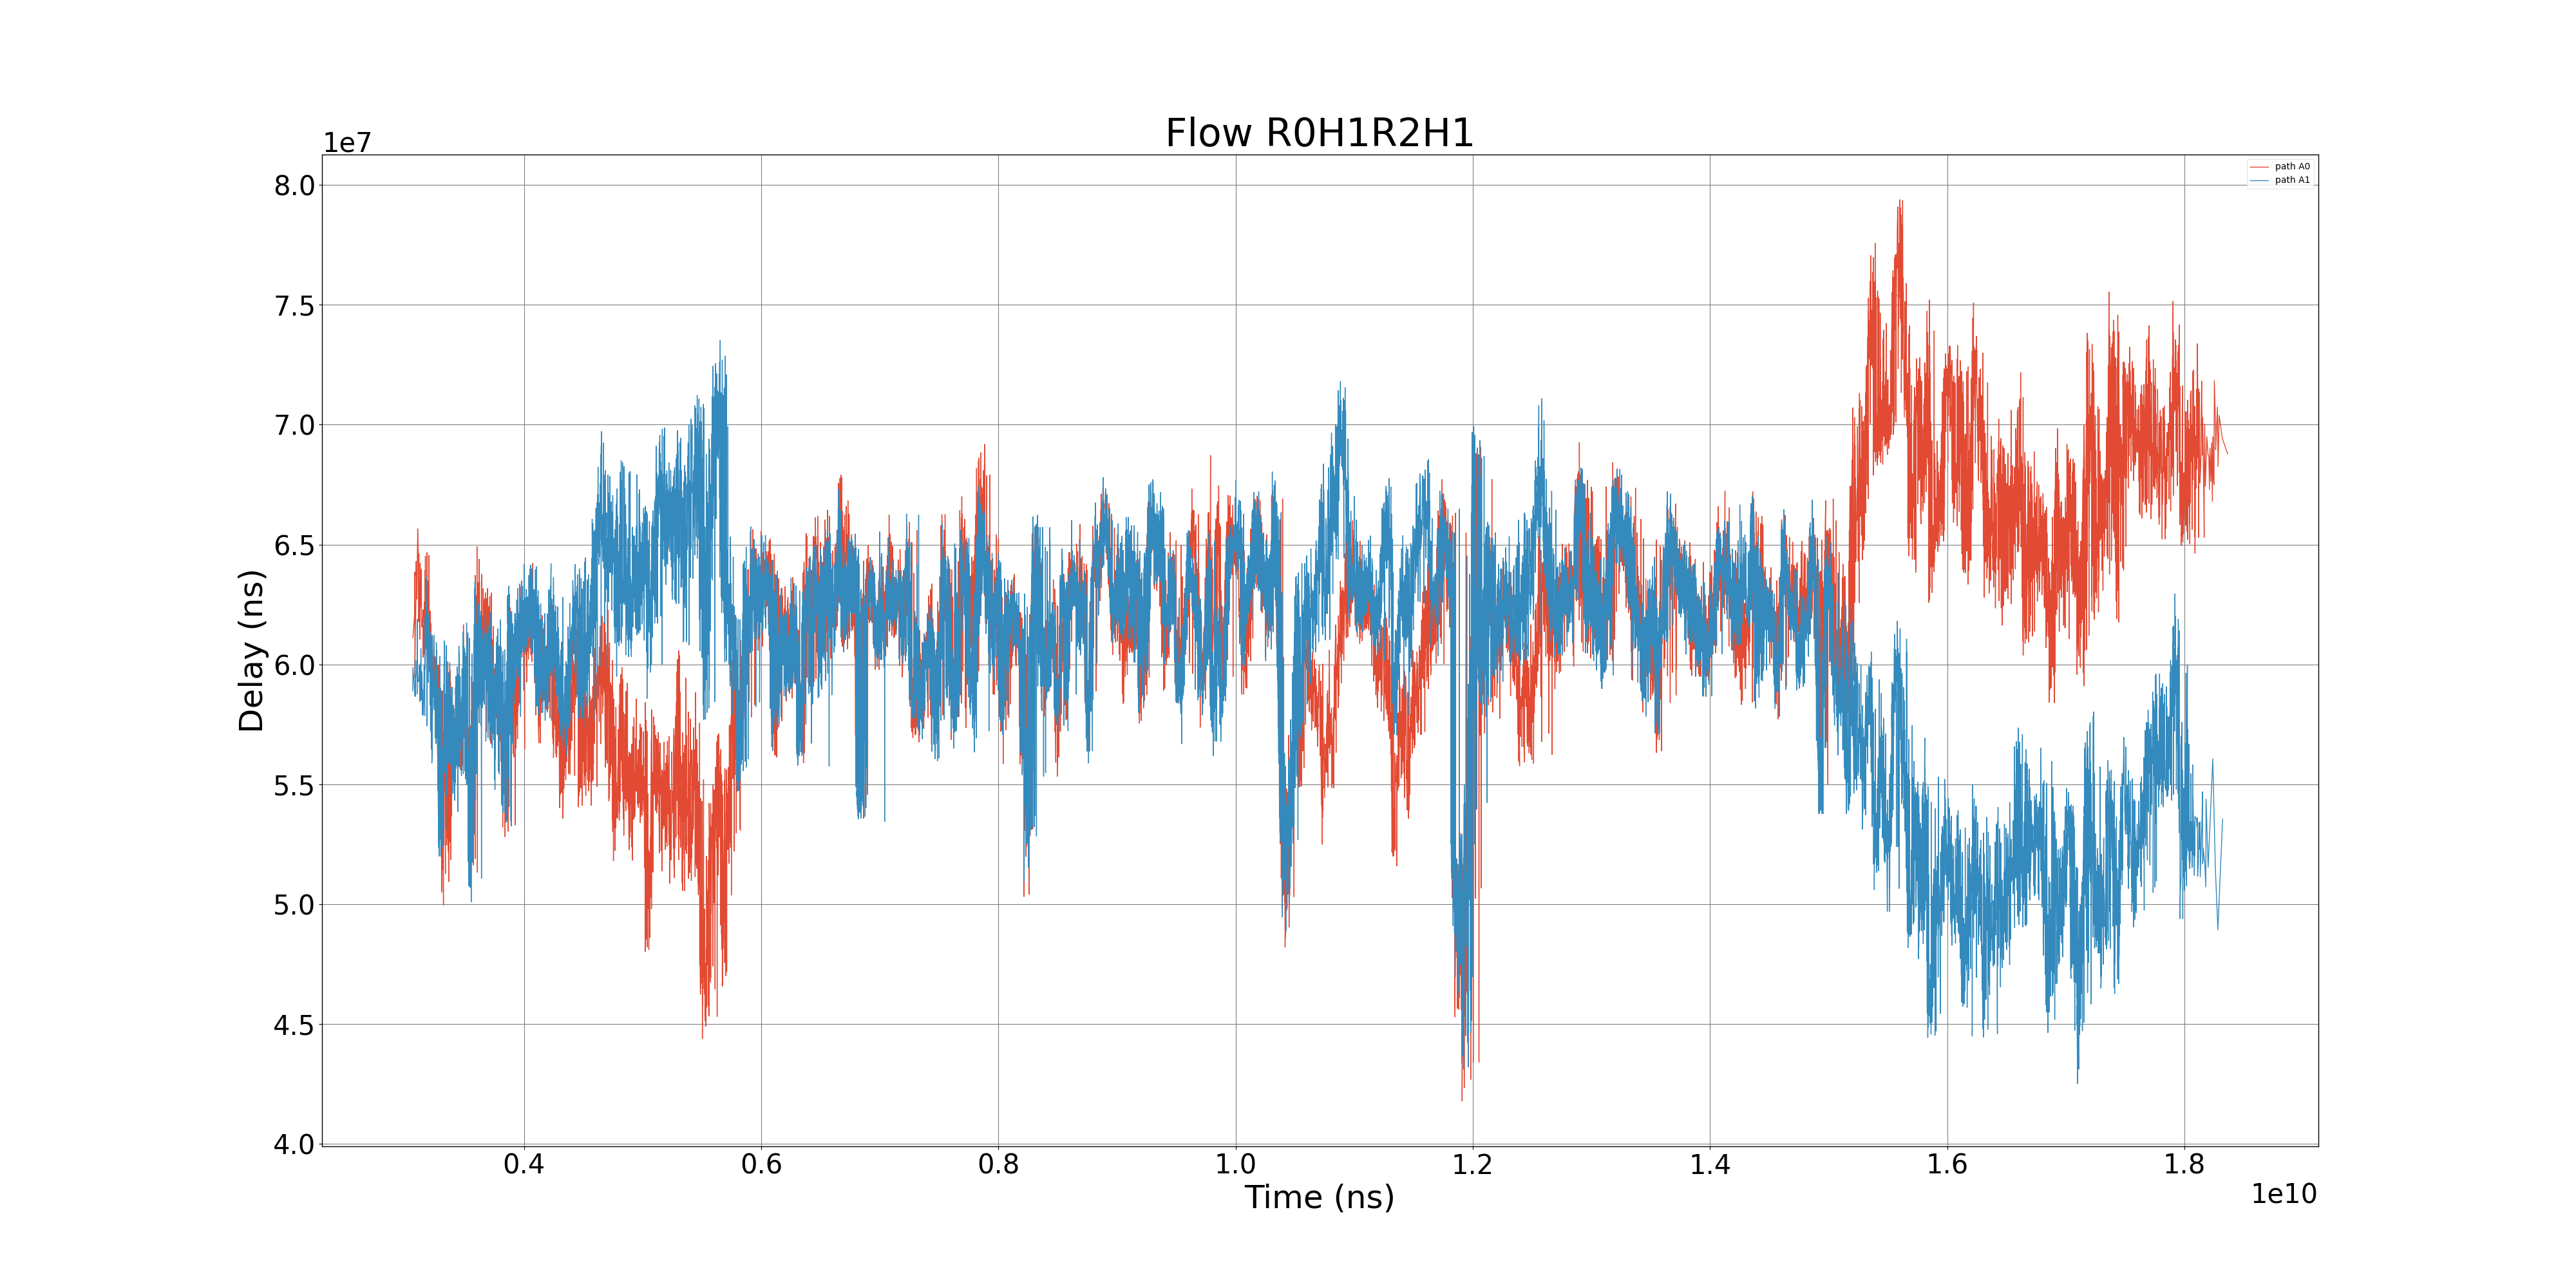 Flow R0H1R2H1
1e7
path A0
path A1
8.0
7.5
7.0
6.5
6.0
5.5
5.0
4.5
4.0
Delay (ns)
0.4 0.6 0.8 1.0 1.2 1.4 1.6 1.8
Time (ns)
1e10